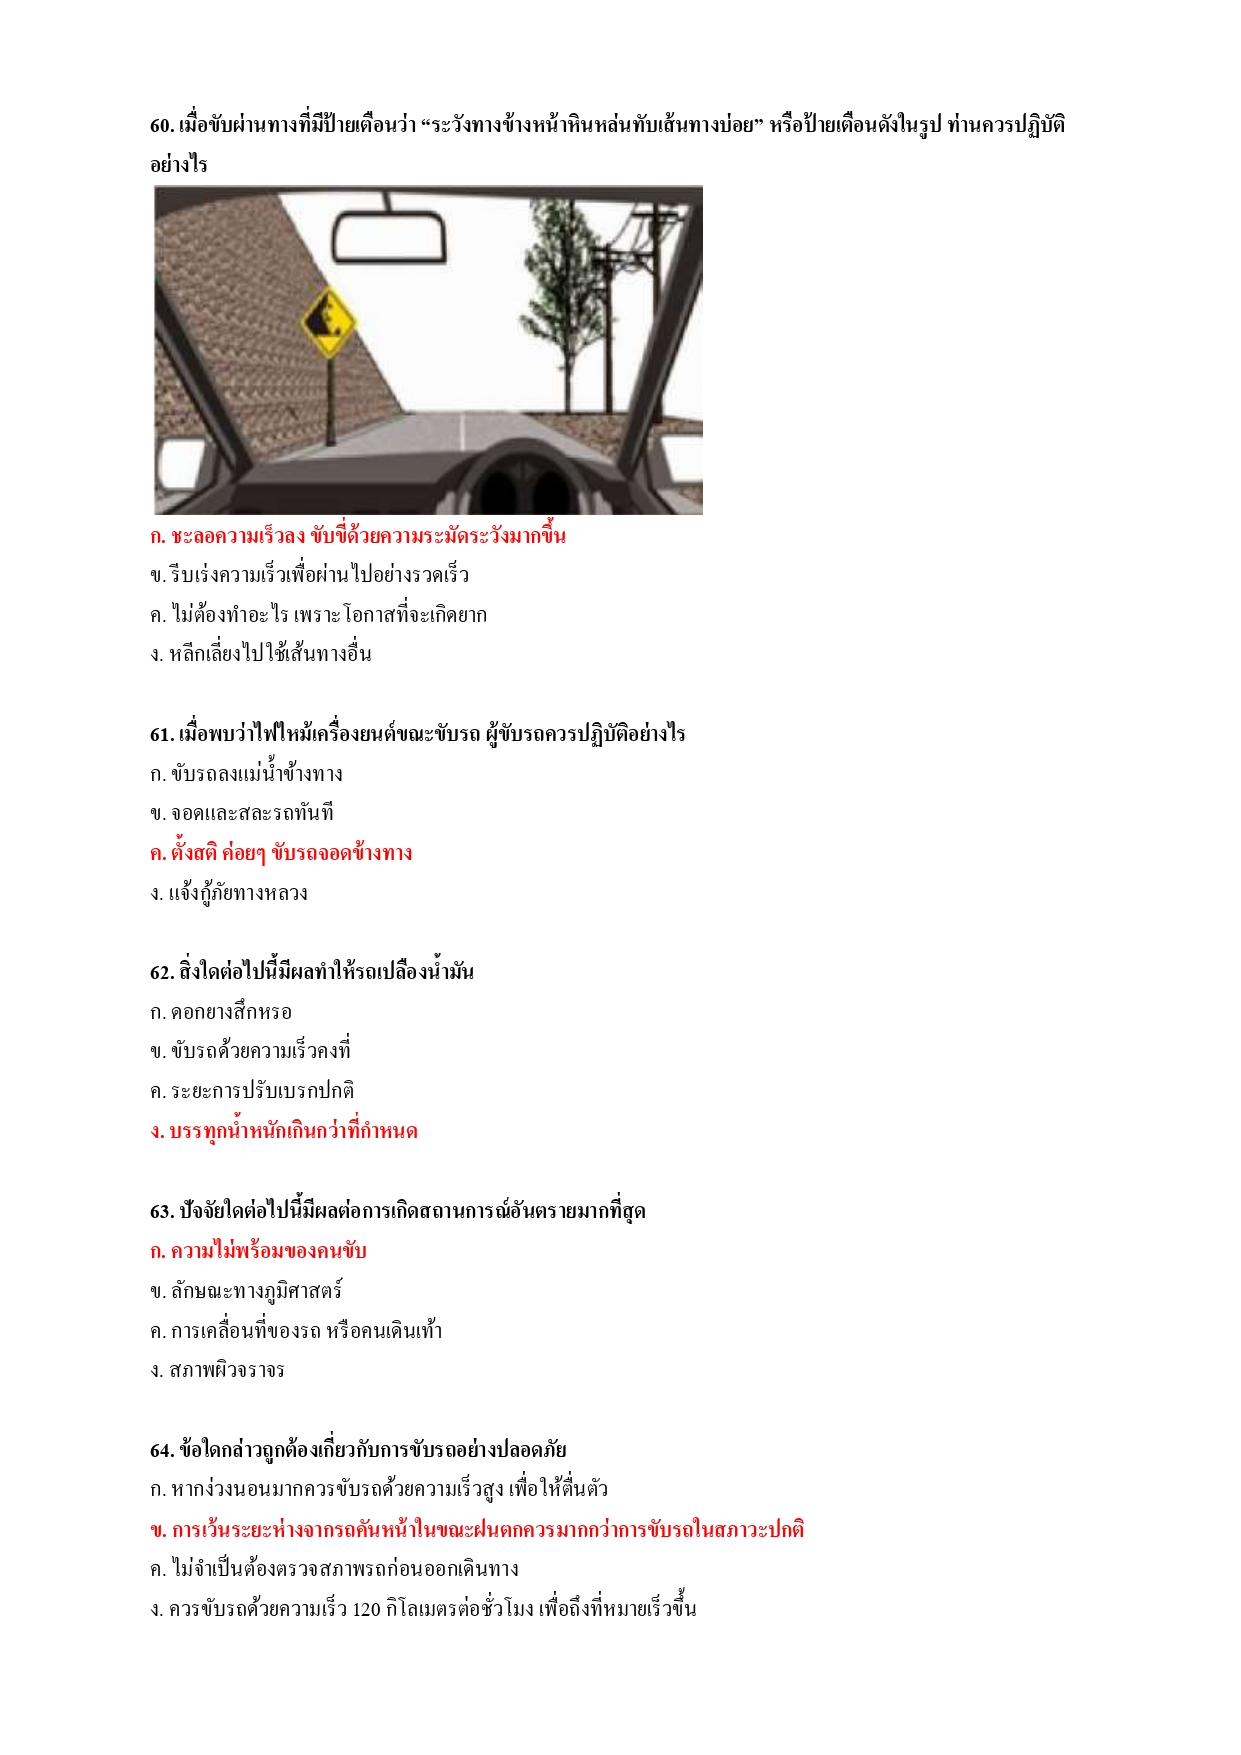 60. เมื่อขับผ่านทางที่มีป้ายเตือนว่า “ระวังทางข้างหน้าหินหล่นทับเส้นทางบ่อย” หรือป้ายเตือนดังในรูป ท่านควรปฏิบัติ
อย่างไร
ก. ชะลอความเร็วลง ขับขี่ด้วยความระมัดระวังมากขึ้น
ข. รีบเร่งความเร็วเพื่อผ่านไปอย่างรวดเร็ว
ค. ไม่ต้องทำอะไร เพราะโอกาสที่จะเกิดยาก
ง. หลีกเลี่ยงไปใช้เส้นทางอื่น
61. เมื่อพบว่าไฟไหม้เครื่องยนต์ขณะขับรถ ผู้ขับรถควรปฏิบัติอย่างไร
ก. ขับรถลงแม่น้ำข้างทาง
ข. จอดและสละรถทันที
ค. ตั้งสติ ค่อยๆ ขับรถจอดข้างทาง
ง. แจ้งกู้ภัยทางหลวง
62. สิ่งใดต่อไปนี้มีผลทำให้รถเปลืองน้ำมัน
ก. ดอกยางสึกหรอ
ข. ขับรถด้วยความเร็วคงที่
ค. ระยะการปรับเบรกปกติ
ง. บรรทุกน้ำหนักเกินกว่าที่กำหนด
63. ปัจจัยใดต่อไปนี้มีผลต่อการเกิดสถานการณ์อันตรายมากที่สุด
ก. ความไม่พร้อมของคนขับ
ข. ลักษณะทางภูมิศาสตร์
ค. การเคลื่อนที่ของรถ หรือคนเดินเท้า
ง. สภาพผิวจราจร
64. ข้อใดกล่าวถูกต้องเกี่ยวกับการขับรถอย่างปลอดภัย
ก. หากง่วงนอนมากควรขับรถด้วยความเร็วสูง เพื่อให้ตื่นตัว
ข. การเว้นระยะห่างจากรถคันหน้าในขณะฝนตกควรมากกว่าการขับรถในสภาวะปกติ
ค. ไม่จำเป็นต้องตรวจสภาพรถก่อนออกเดินทาง
ง. ควรขับรถด้วยความเร็ว 120 กิโลเมตรต่อชั่วโมง เพื่อถึงที่หมายเร็วขึ้น